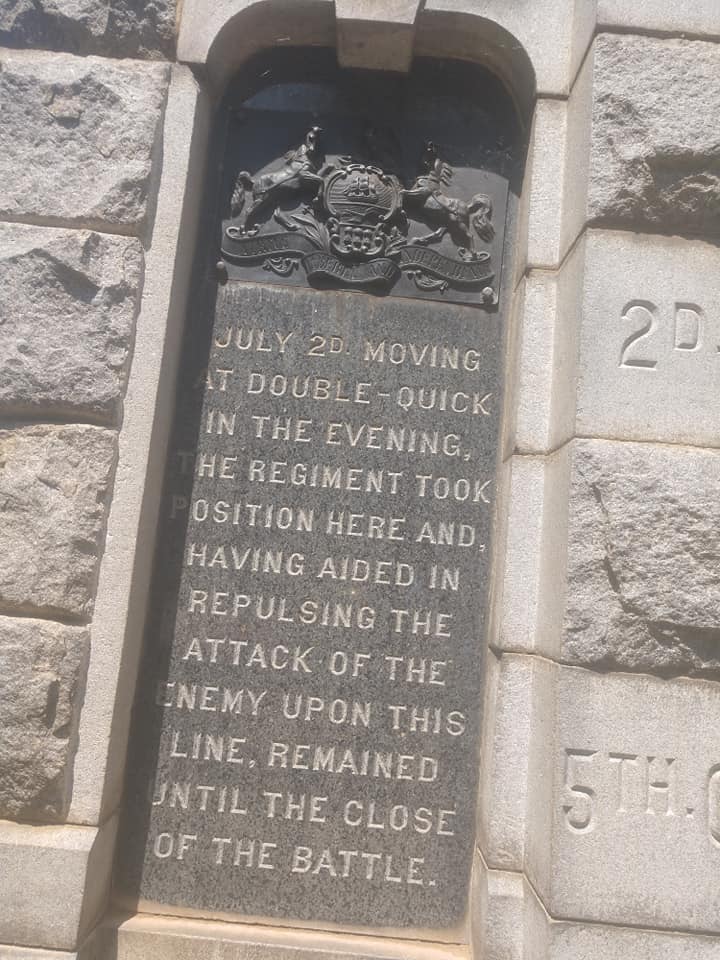 JULY 2D. MOVING
AT DOUBLE-QUICK
IN THE EVENING,
THE REGIMENT TOOK
POSITION HERE AND,
HAVING AIDED IN
REPULSING THE
ATTACK OF THE
ENEMY UPON THIS
LINE, REMAINED
UNTIL THE CLOSE
OF THE BATTLE.
2D.
5TH.